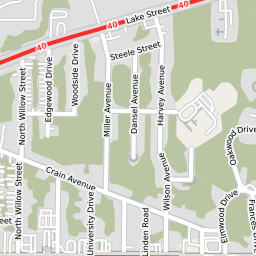 40
Lake Street
40
40
Steele Street
North Willow Street
Edgewood Drive
Woodside Drive
Miller Avenue
Dansel Avenue
Harvey Avenue
Crain Avenue
Wilson Avenue
Oakwood Drive
North Willow Street
University Drive
Linden Road
Elmwood Drive
Frances Drive
Street